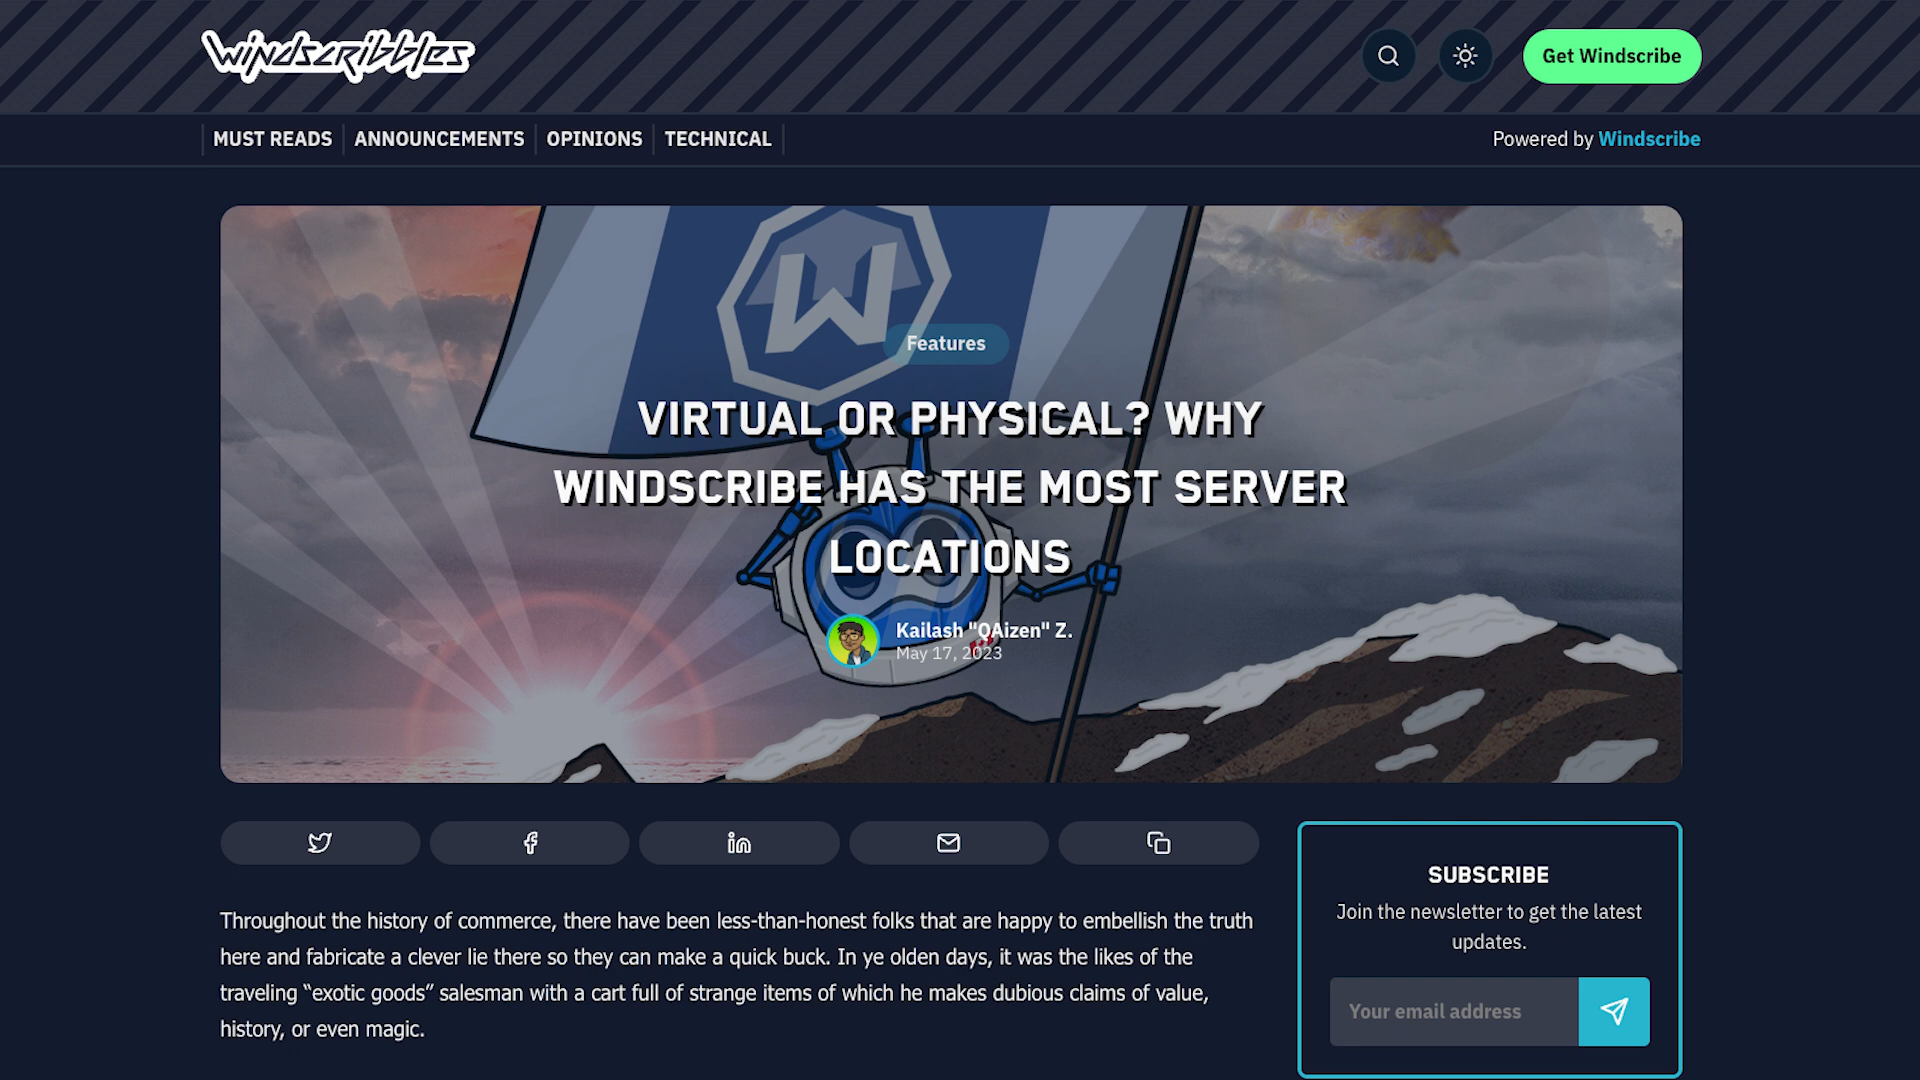 Windscribbles
Get Windscribe
MUST READS
ANNOUNCEMENTS
OPINIONS
TECHNICAL
Powered by Windscribe
W
Features
VIRTUAL OR PHYSICAL? WHY
WINDSCRIBE HAS THE MOST SERVER
LOCATIONS
Kailash "QAizen" Z.
May 17, 2023
Throughout the history of commerce, there have been less-than-honest folks that are happy to embellish the truth
here and fabricate a clever lie there so they can make a quick buck. In ye olden days, it was the likes of the
traveling “exotic goods” salesman with a cart full of strange items of which he makes dubious claims of value,
history, or even magic.
SUBSCRIBE
Join the newsletter to get the latest
updates.
Your email address